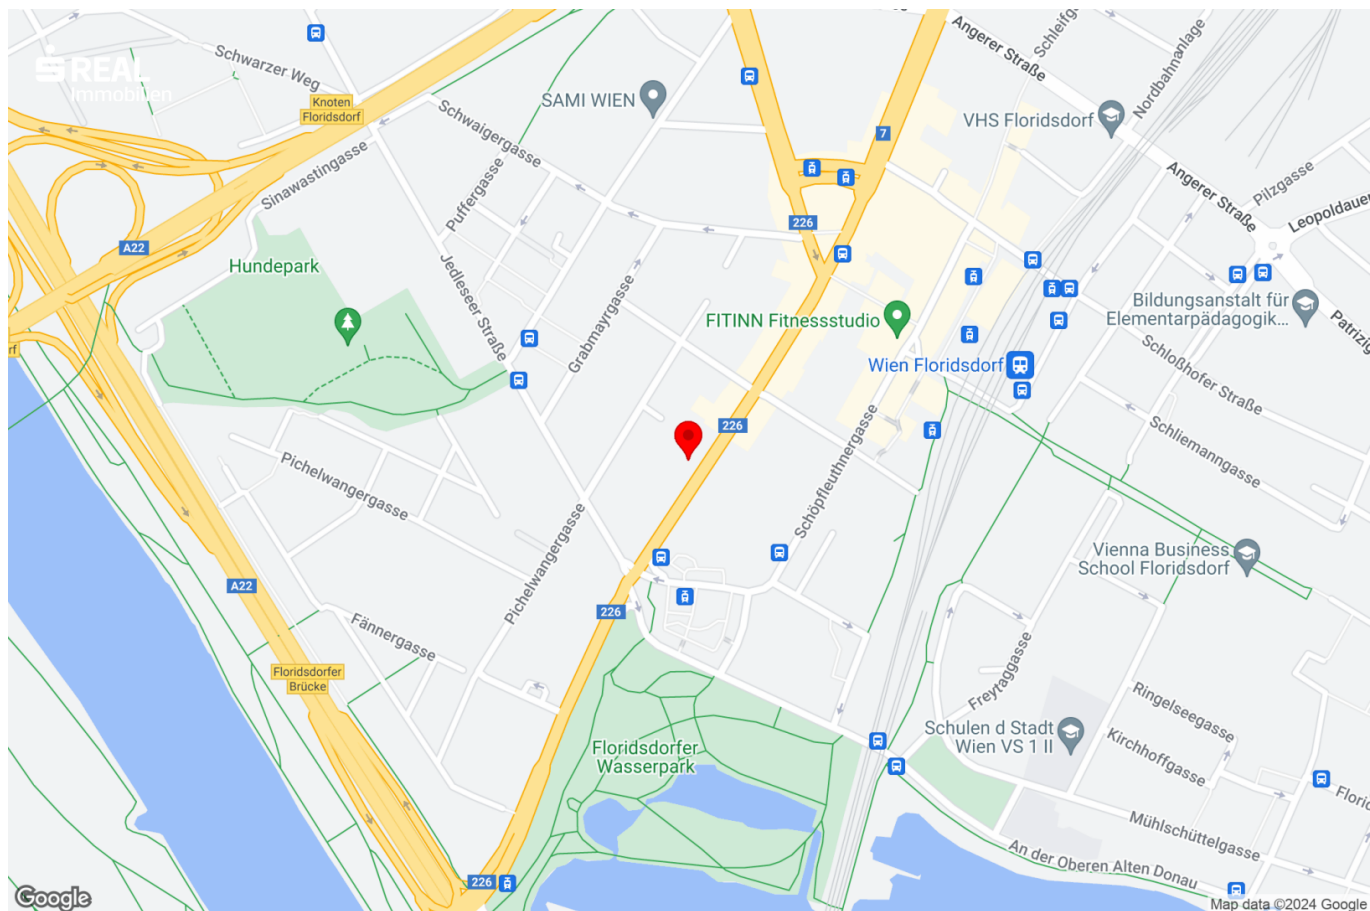 Angerer Straße
Schleifg
Nordbahnanlage
Schwarzer Weg
S REAL
Immobilien
Knoten
Floridsdorf
SAMI WIEN
7
VHS Floridsdorf
Schwaigergasse
Sinawastingasse
Puffergasse
Angerer Straße
Pilzgasse
Leopoldauer
226
A22
Hundepark
Jedleseer Straße
Grabmayrgasse
Bildungsanstalt für
Elementarpädagogik...
Patrizig
FITINN Fitnessstudio
Wien Floridsdorf
Schloßhofer Straße
226
Schöpfleuthnergasse
Schliemanngasse
Pichelwangergasse
Pichelwangergasse
Vienna Business
School Floridsdorf
A22
226
Fännergasse
Floridsdorfer
Brücke
Freytaggasse
Ringelseegasse
Schulen d Stadt
Wien VS 1 II
Kirchhoffgasse
Floridsdorfer
Wasserpark
Florid
Mühlschüttelgasse
An der Oberen Alten Donau
226
Google
Map data ©2024 Google